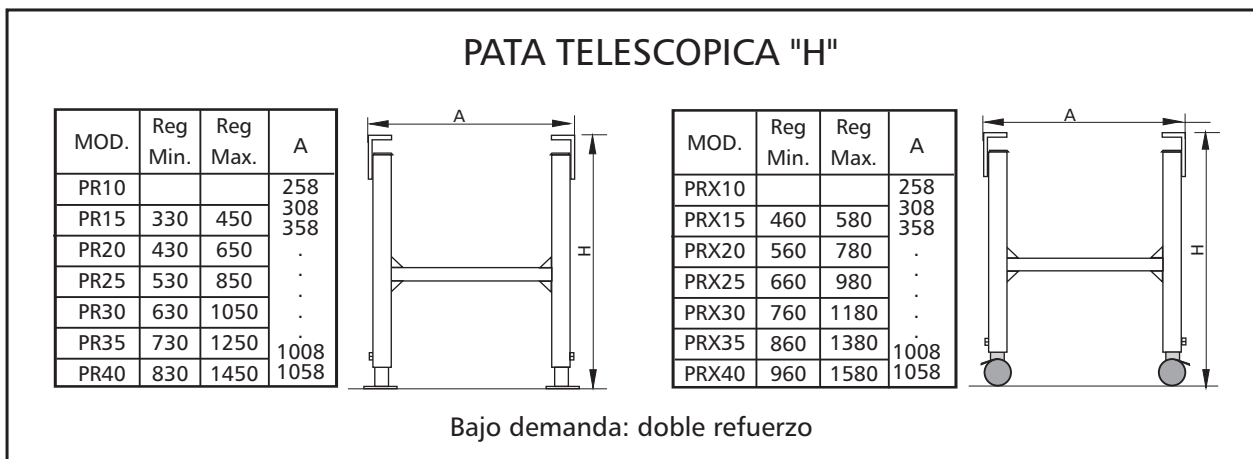 PATA TELESCOPICA "H"
MOD. Reg Min. Reg Max. A
PR10 258
308
PR15 330 450 358
PR20 430 650 .
PR25 530 850 .
PR30 630 1050 .
PR35 730 1250 .
1008
PR40 830 1450 1058
A
H
MOD. Reg Min. Reg Max. A
PRX10 258
308
PRX15 460 580 358
PRX20 560 780 .
PRX25 660 980 .
PRX30 760 1180 .
PRX35 860 1380 .
1008
PRX40 960 1580 1058
A
H
Bajo demanda: doble refuerzo